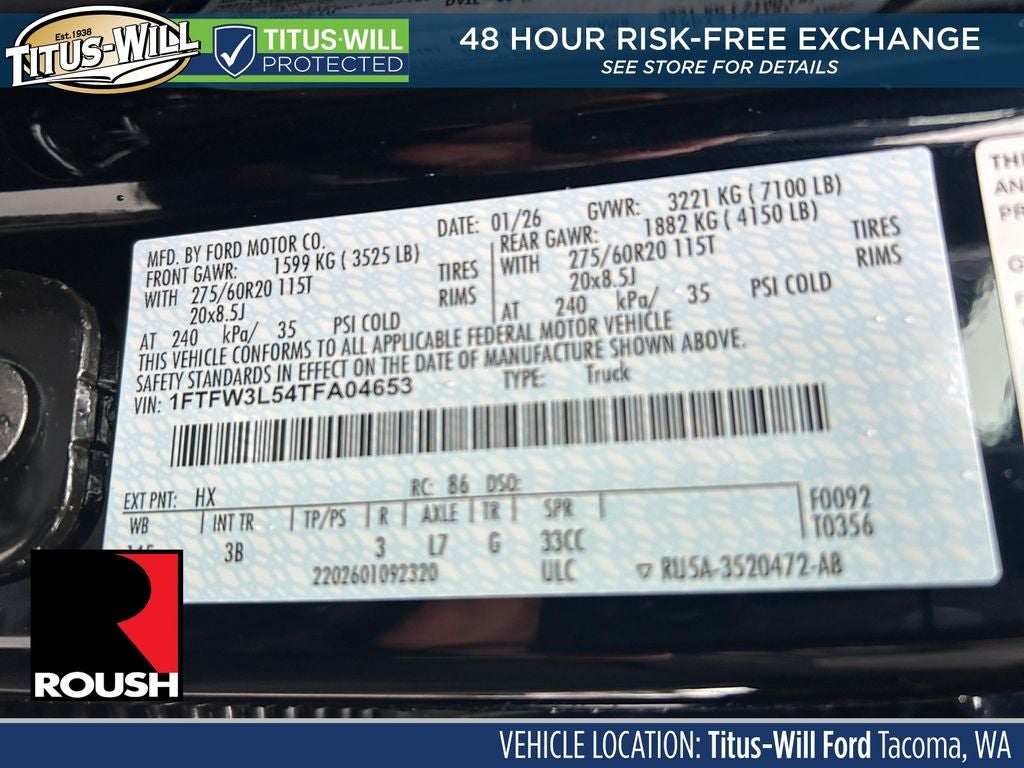 Est.1938
TITUS-WILL
TITUS-WILL
PROTECTED
48 HOUR RISK-FREE EXCHANGE
SEE STORE FOR DETAILS
MFD. BY FORD MOTOR CO.
DATE: 01/26
GVWR: 3221 KG ( 7100 LB)
FRONT GAWR: 1599 KG ( 3525 LB)
REAR GAWR: 1882 KG ( 4150 LB)
WITH 275/60R20 115T TIRES
WITH 275/60R20 115T TIRES
20x8.5J RIMS
20x8.5J RIMS
AT 240 kPa/ 35 PSI COLD
AT 240 kPa/ 35 PSI COLD
THIS VEHICLE CONFORMS TO ALL APPLICABLE FEDERAL MOTOR VEHICLE
SAFETY STANDARDS IN EFFECT ON THE DATE OF MANUFACTURE SHOWN ABOVE.
VIN: 1FTFW3L54TFA04653
TYPE: Truck
EXT PNT: HX RC: 86 DSO:
WB INT TR TP/PS R AXLE TR SPR
F0092
3B 3 L7 G 33CC
T0356
2202601092320 ULC ▽ RU5A-3520472-AB
R
ROUSH
VEHICLE LOCATION: Titus-Will Ford Tacoma, WA